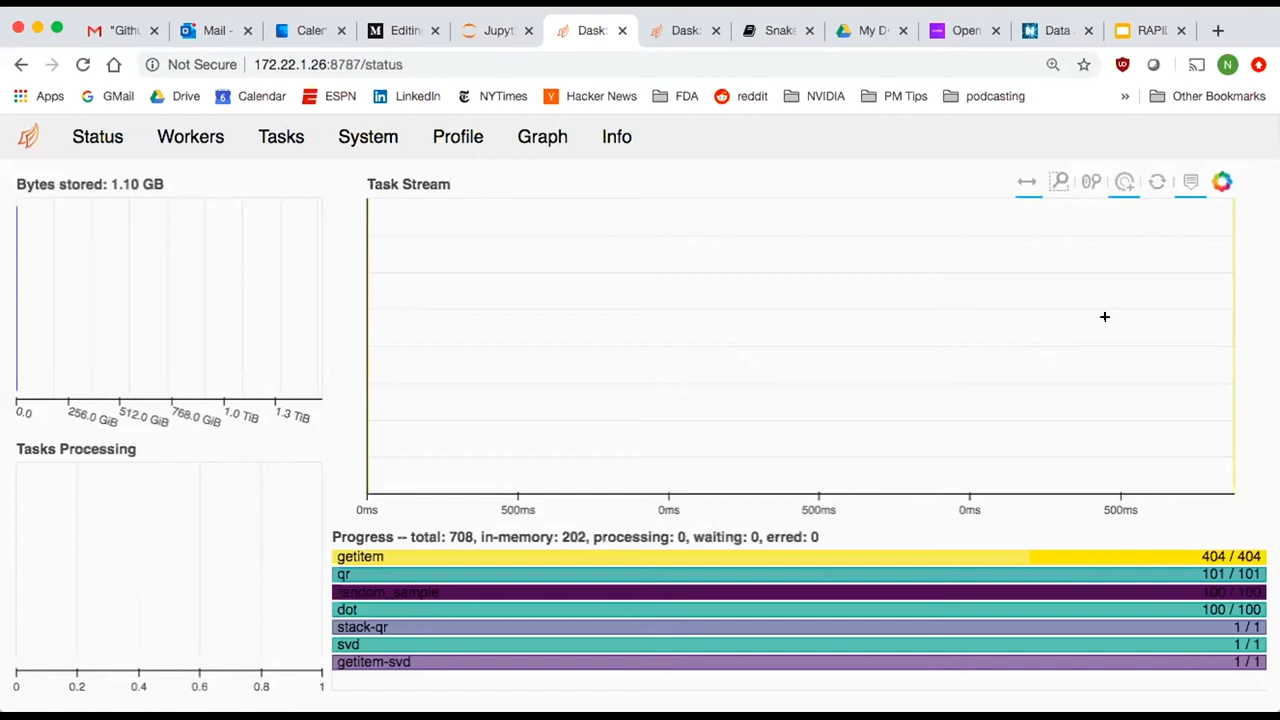 "Gith
Mail -
Calen
Editin
Jupyt
Dask:
Dask:
Snake
My D
Open
Data
RAPI
Not Secure
172.22.1.26:8787/status
N
Apps
GMail
Drive
Calendar
ESPN
LinkedIn
NYTimes
Hacker News
FDA
reddit
NVIDIA
PM Tips
podcasting
»
Other Bookmarks
Status
Workers
Tasks
System
Profile
Graph
Info
Bytes stored: 1.10 GB
0.0
256.0 GiB
512.0 GiB
768.0 GiB
1.0 TiB
1.3 TiB
Task Stream
0ms
500ms
0ms
500ms
0ms
500ms
Tasks Processing
0
0.2
0.4
0.6
0.8
1
Progress -- total: 708, in-memory: 202, processing: 0, waiting: 0, erred: 0
getitem 404 / 404
qr 101 / 101
random_sample 100 / 100
dot 100 / 100
stack-qr 1 / 1
svd 1 / 1
getitem-svd 1 / 1